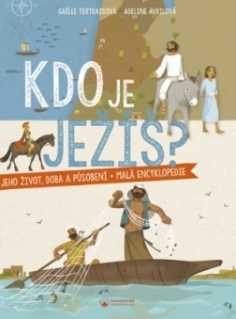 GAËLLE TERTRAISOVÁ   ADELINE AVRILOVÁ
KDO JE
JEŽÍŠ?
JEHO ŽIVOT, DOBA A PŮSOBENÍ • MALÁ ENCYKLOPEDIE